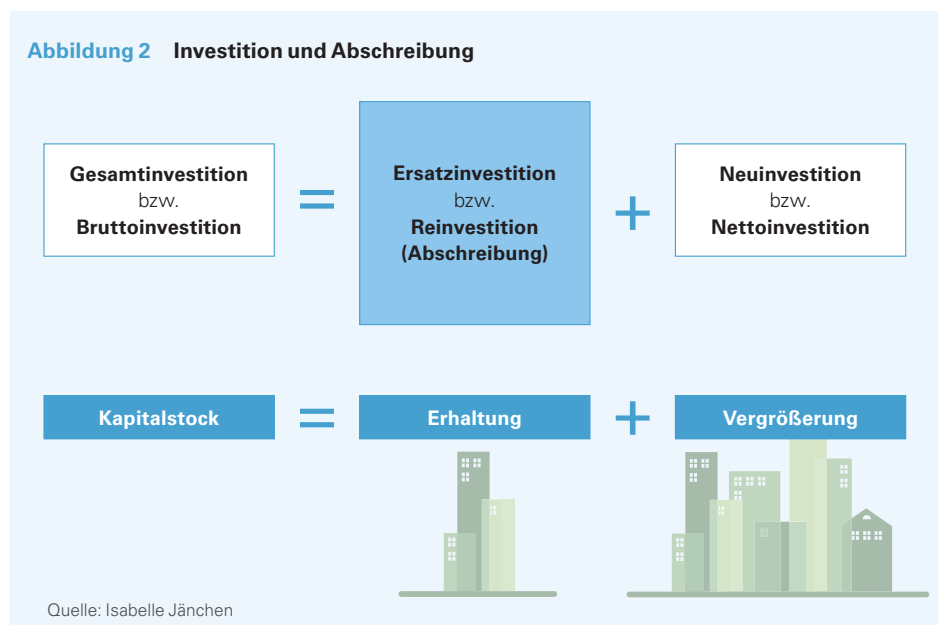 Abbildung 2 Investition und Abschreibung
Gesamtinvestition
bzw.
Bruttoinvestition
=
Ersatzinvestition
bzw.
Reinvestition
(Abschreibung)
+
Neuinvestition
bzw.
Nettoinvestition
Kapitalstock = Erhaltung + Vergrößerung
Quelle: Isabelle Jänchen